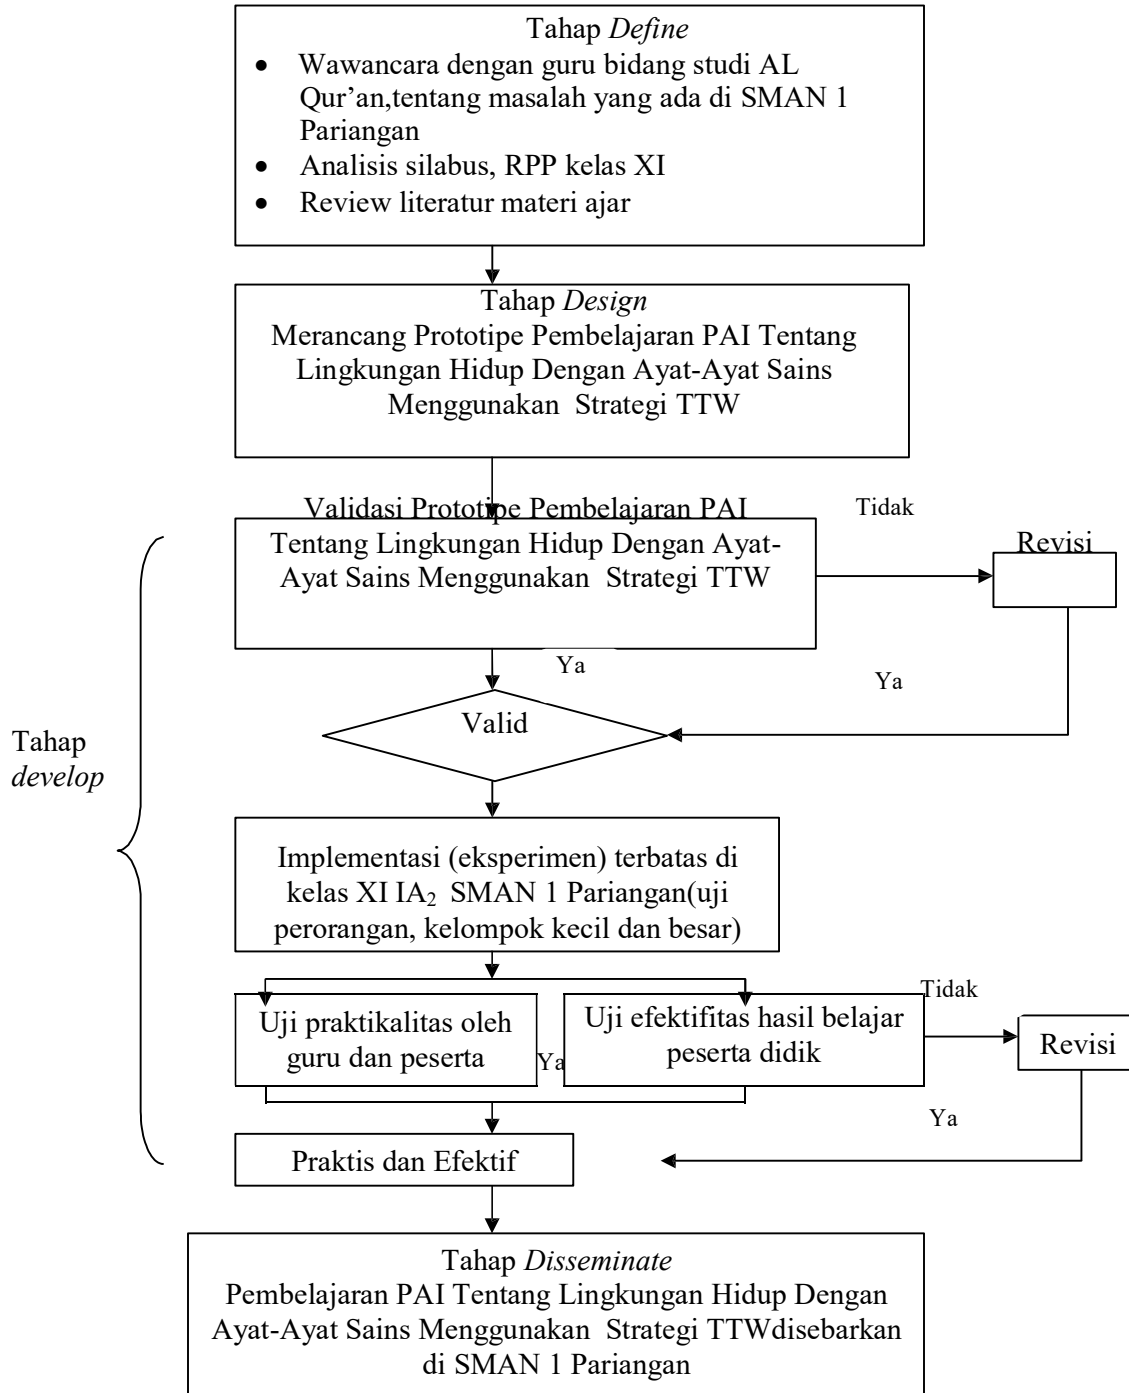 Tahap Define
• Wawancara dengan guru bidang studi AL
Qur’an,tentang masalah yang ada di SMAN 1
Pariangan
• Analisis silabus, RPP kelas XI
• Review literatur materi ajar
Tahap Design
Merancang Prototipe Pembelajaran PAI Tentang
Lingkungan Hidup Dengan Ayat-Ayat Sains
Menggunakan Strategi TTW
Validasi Prototipe Pembelajaran PAI
Tentang Lingkungan Hidup Dengan Ayat-
Ayat Sains Menggunakan Strategi TTW
Tidak
Revisi
Ya
Ya
Valid
Tahap
develop
Implementasi (eksperimen) terbatas di
kelas XI IA₂ SMAN 1 Pariangan(uji
perorangan, kelompok kecil dan besar)
Uji praktikalitas oleh
guru dan peserta
Ya
Uji efektifitas hasil belajar
peserta didik
Tidak
Revisi
Ya
Praktis dan Efektif
Tahap Disseminate
Pembelajaran PAI Tentang Lingkungan Hidup Dengan
Ayat-Ayat Sains Menggunakan Strategi TTWdisebarkan
di SMAN 1 Pariangan